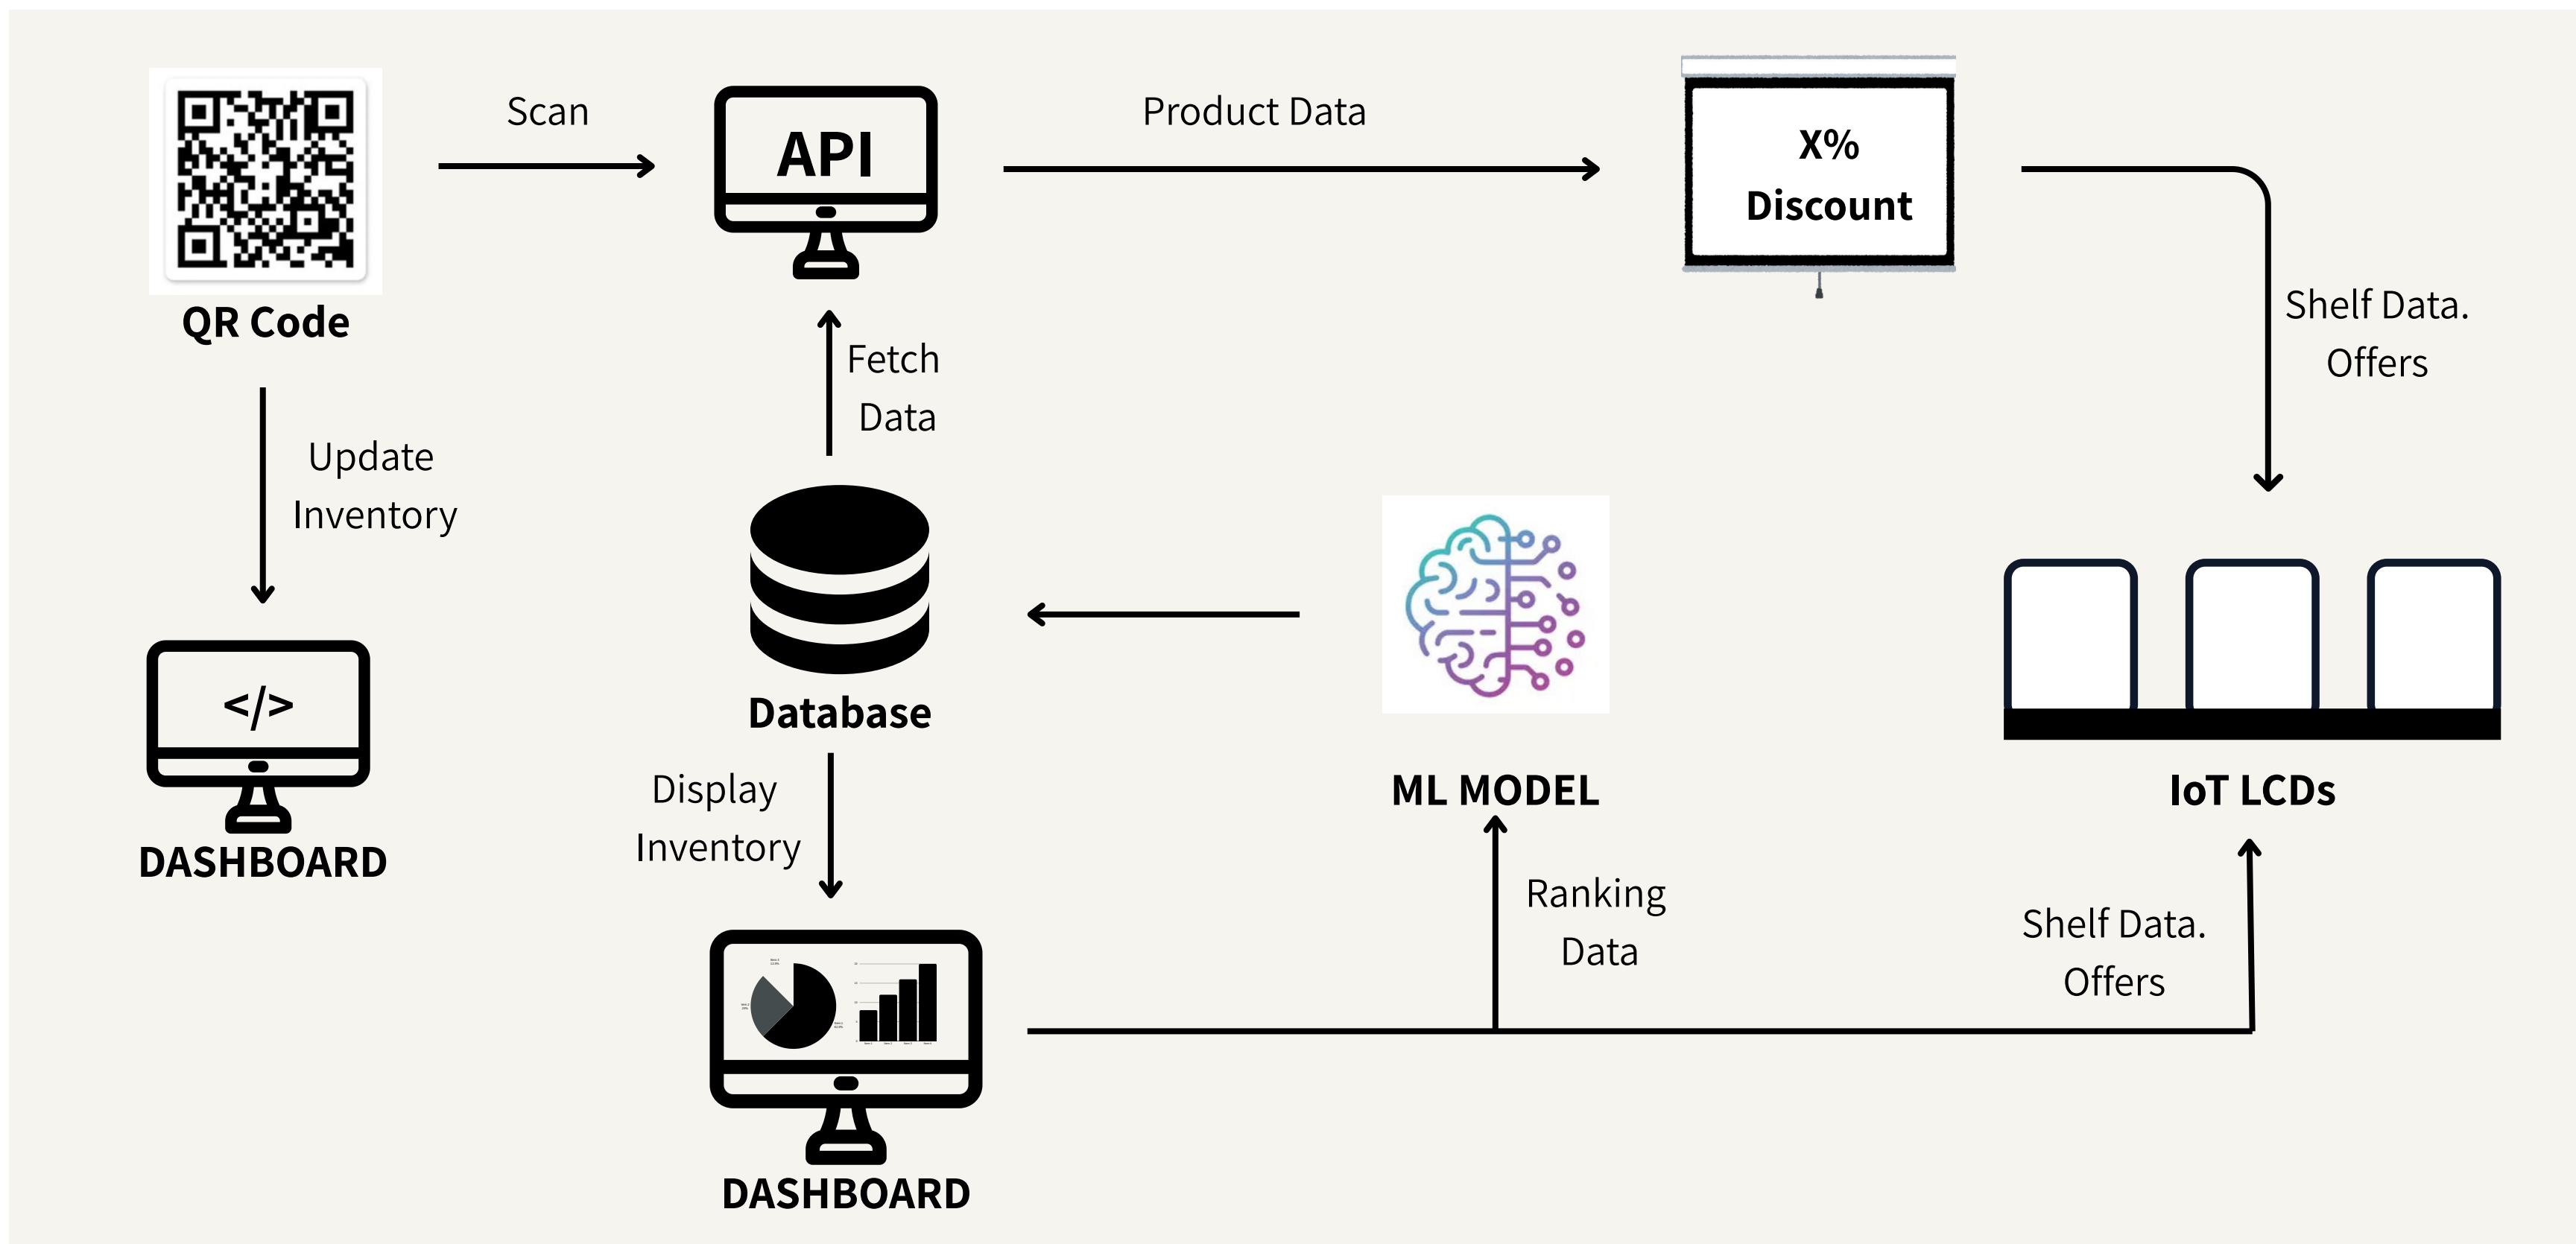 Scan
API
Product Data
X%
Discount
QR Code
Fetch
Data
Shelf Data.
Offers
Update
Inventory
</>
DASHBOARD
Database
Display
Inventory
ML MODEL
IoT LCDs
Ranking
Data
Shelf Data.
Offers
DASHBOARD